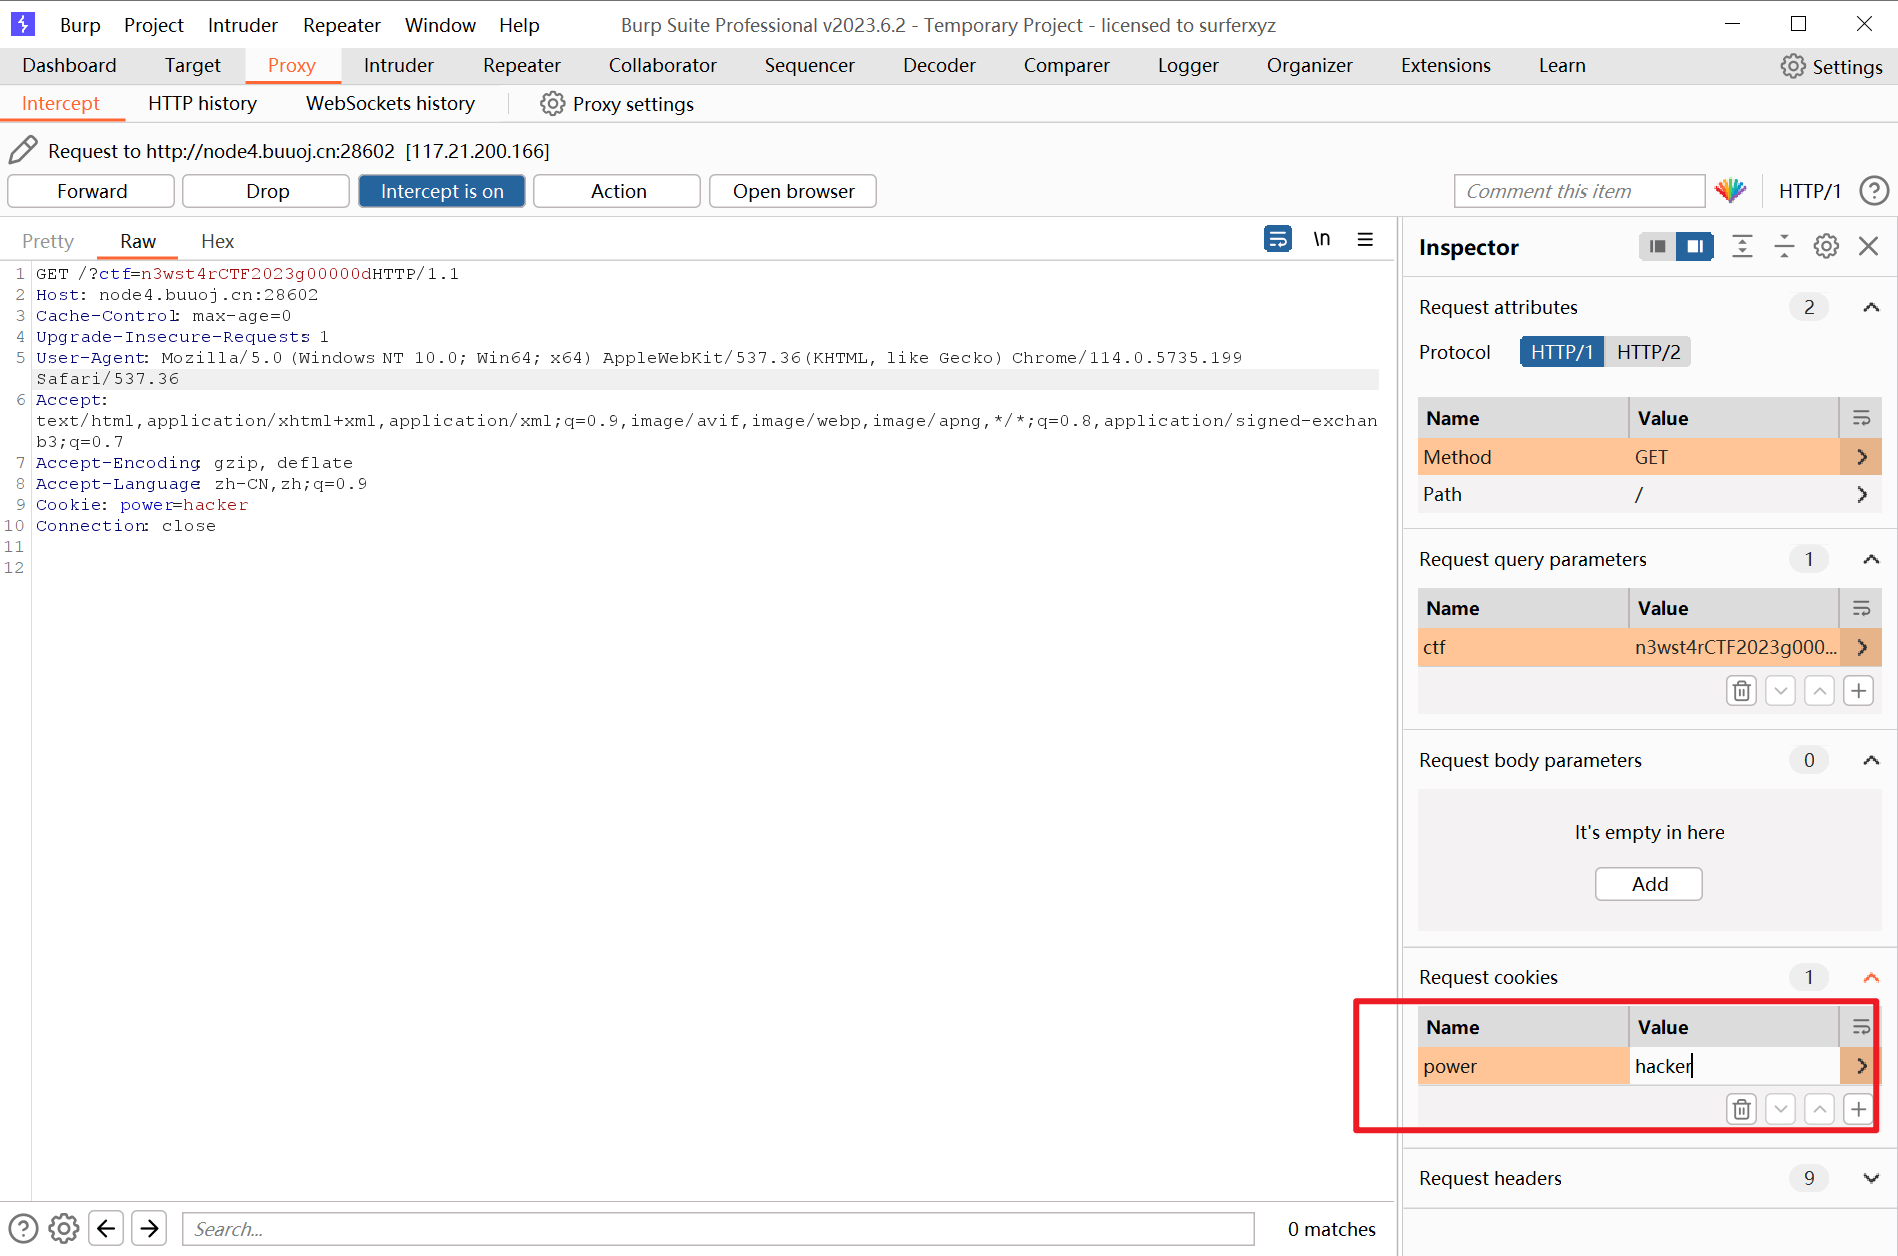 Burp Project Intruder Repeater Window Help Burp Suite Professional v2023.6.2 - Temporary Project - licensed to surferxyz
Dashboard Target Proxy Intruder Repeater Collaborator Sequencer Decoder Comparer Logger Organizer Extensions Learn Settings
Intercept HTTP history WebSockets history Proxy settings
Request to http://node4.buuoj.cn:28602 [117.21.200.166]
Forward Drop Intercept is on Action Open browser Comment this item HTTP/1
Pretty Raw Hex \n
1 GET /?ctf=n3wst4rCTF2023g00000dHTTP/1.1
2 Host: node4.buuoj.cn:28602
3 Cache-Control: max-age=0
4 Upgrade-Insecure-Requests: 1
5 User-Agent: Mozilla/5.0 (Windows NT 10.0; Win64; x64) AppleWebKit/537.36(KHTML, like Gecko) Chrome/114.0.5735.199
Safari/537.36
6 Accept:
text/html,application/xhtml+xml,application/xml;q=0.9,image/avif,image/webp,image/apng,*/*;q=0.8,application/signed-exchan
b3;q=0.7
7 Accept-Encoding: gzip, deflate
8 Accept-Language: zh-CN,zh;q=0.9
9 Cookie: power=hacker
10 Connection: close
11
12
Inspector
Request attributes 2
Protocol HTTP/1 HTTP/2
Name Value
Method GET
Path /
Request query parameters 1
Name Value
ctf n3wst4rCTF2023g000...
Request body parameters 0
It's empty in here
Add
Request cookies 1
Name Value
power hacker
Request headers 9
Search... 0 matches